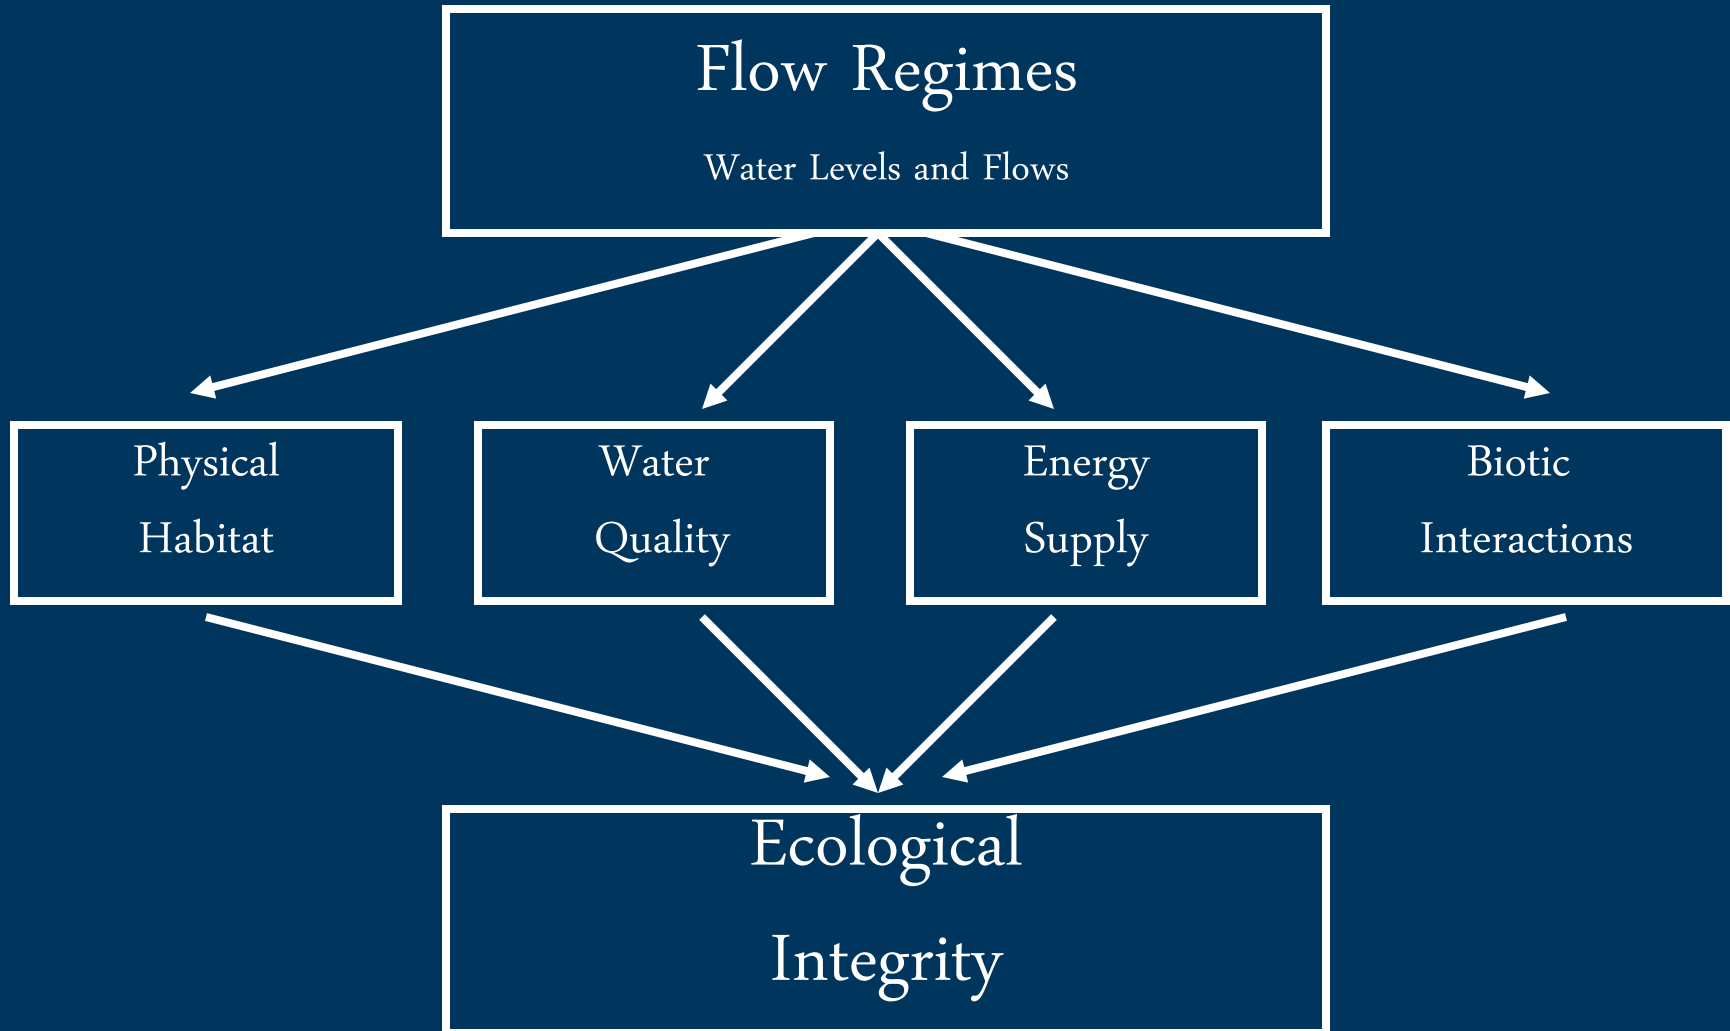 Flow Regimes
Water Levels and Flows
Physical
Habitat
Water
Quality
Energy
Supply
Biotic
Interactions
Ecological
Integrity